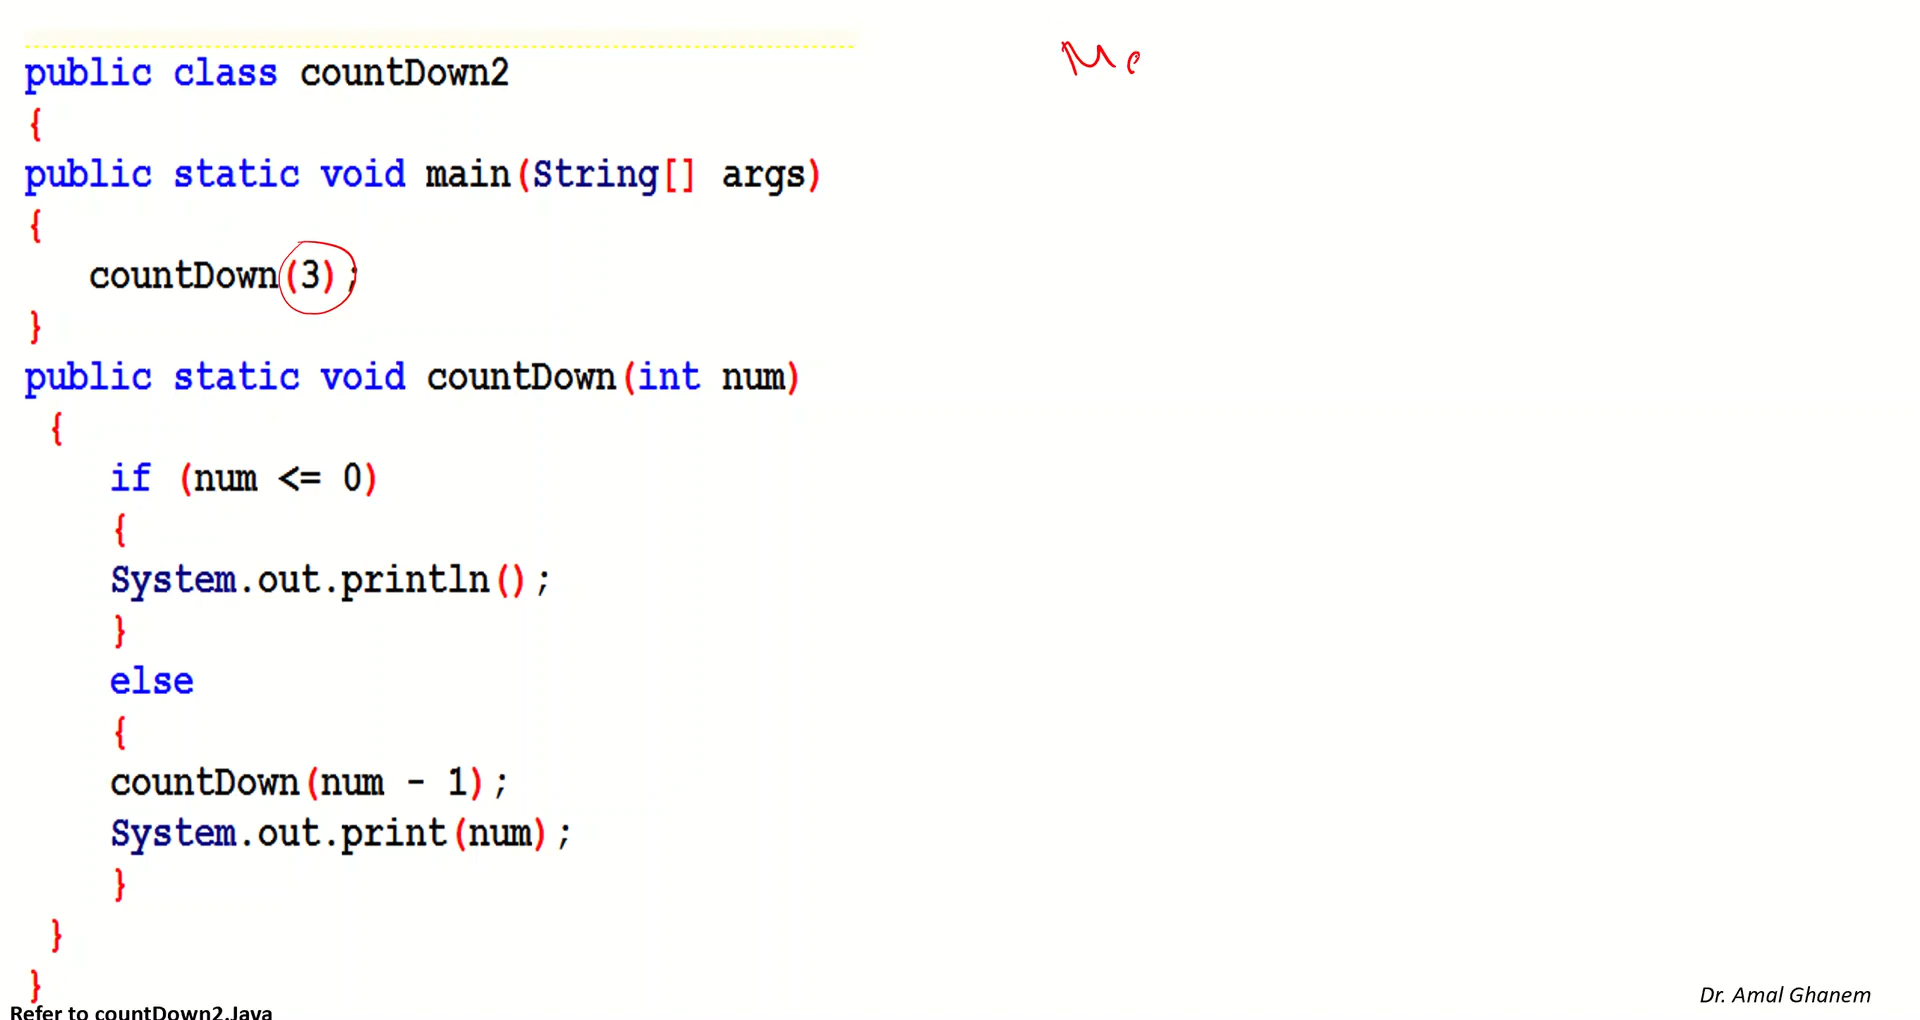 public class countDown2
{
public static void main(String[] args)
{
countDown(3);
}
public static void countDown(int num)
{
if (num <= 0)
{
System.out.println();
}
else
{
countDown(num - 1);
System.out.print(num);
}
}
}
Refer to countDown2.Java
Me
Dr. Amal Ghanem